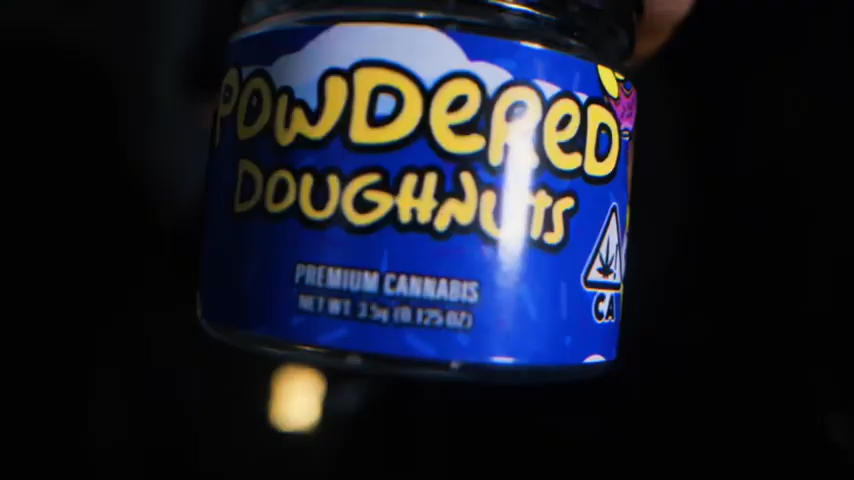 POWDERED
DOUGHNUTS
PREMIUM CANNABIS
NET WT. 3.5g (0.125 OZ)
CA